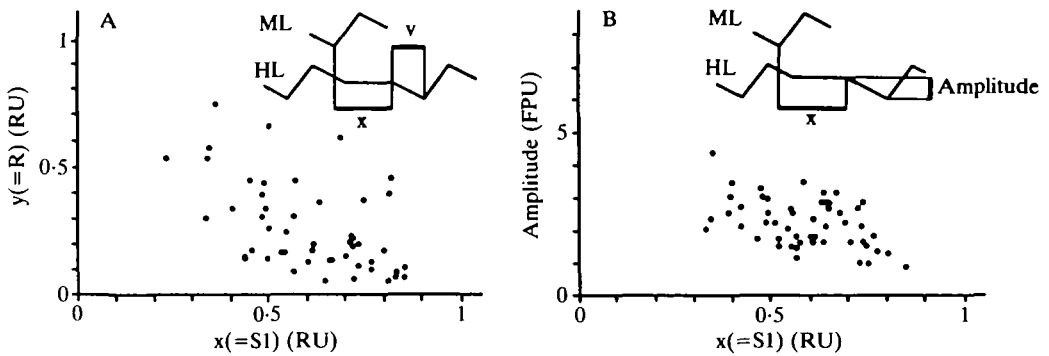 A
ML
v
HL
x
1
0·5
0
y(=R) (RU)
0
0·5
1
x(=S1) (RU)
B
ML
HL
Amplitude
x
5
0
Amplitude (FPU)
0
0·5
1
x(=S1) (RU)